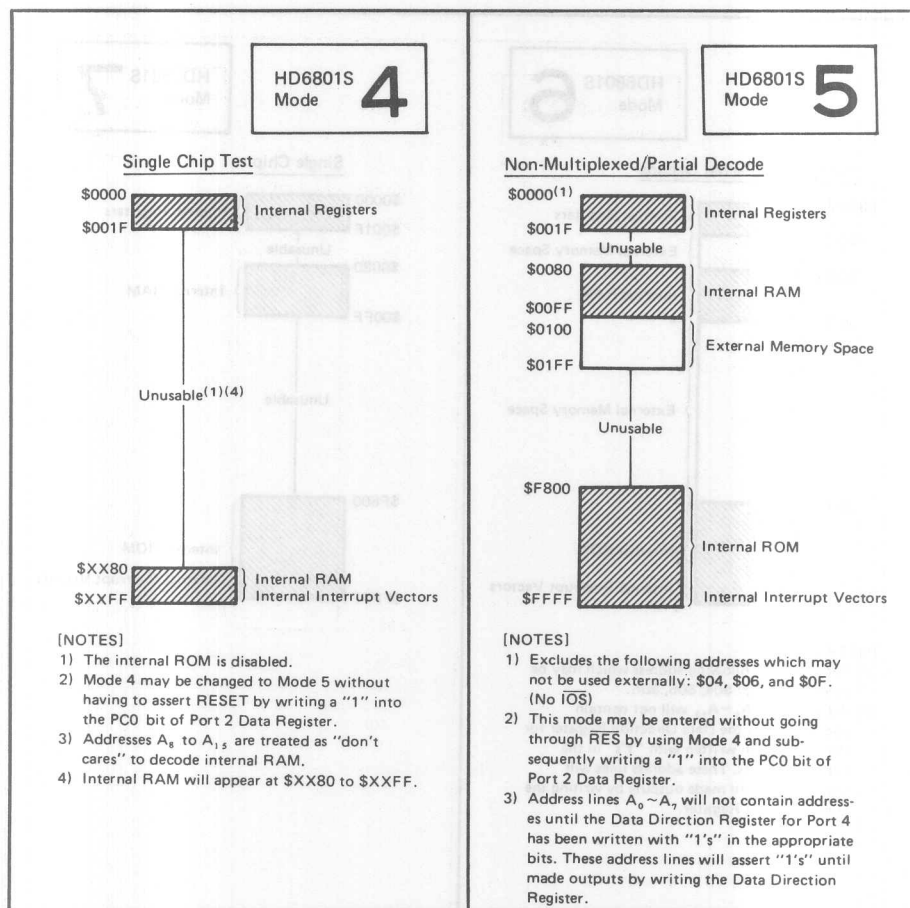 HD6801S
Mode
4
Single Chip Test
$0000
$001F
Internal Registers
Unusable(1)(4)
$XX80
$XXFF
Internal RAM
Internal Interrupt Vectors
[NOTES]
1) The internal ROM is disabled.
2) Mode 4 may be changed to Mode 5 without
having to assert RESET by writing a "1" into
the PC0 bit of Port 2 Data Register.
3) Addresses A8 to A15 are treated as "don't
cares" to decode internal RAM.
4) Internal RAM will appear at $XX80 to $XXFF.
HD6801S
Mode
5
Non-Multiplexed/Partial Decode
$0000(1)
$001F
Internal Registers
Unusable
$0080
$00FF
Internal RAM
$0100
$01FF
External Memory Space
Unusable
$F800
Internal ROM
$FFFF
Internal Interrupt Vectors
[NOTES]
1) Excludes the following addresses which may
not be used externally: $04, $06, and $0F.
(No I̅O̅S̅)
2) This mode may be entered without going
through R̅E̅S̅ by using Mode 4 and sub-
sequently writing a "1" into the PC0 bit of
Port 2 Data Register.
3) Address lines A0~A7 will not contain address-
es until the Data Direction Register for Port 4
has been written with "1's" in the appropriate
bits. These address lines will assert "1's" until
made outputs by writing the Data Direction
Register.